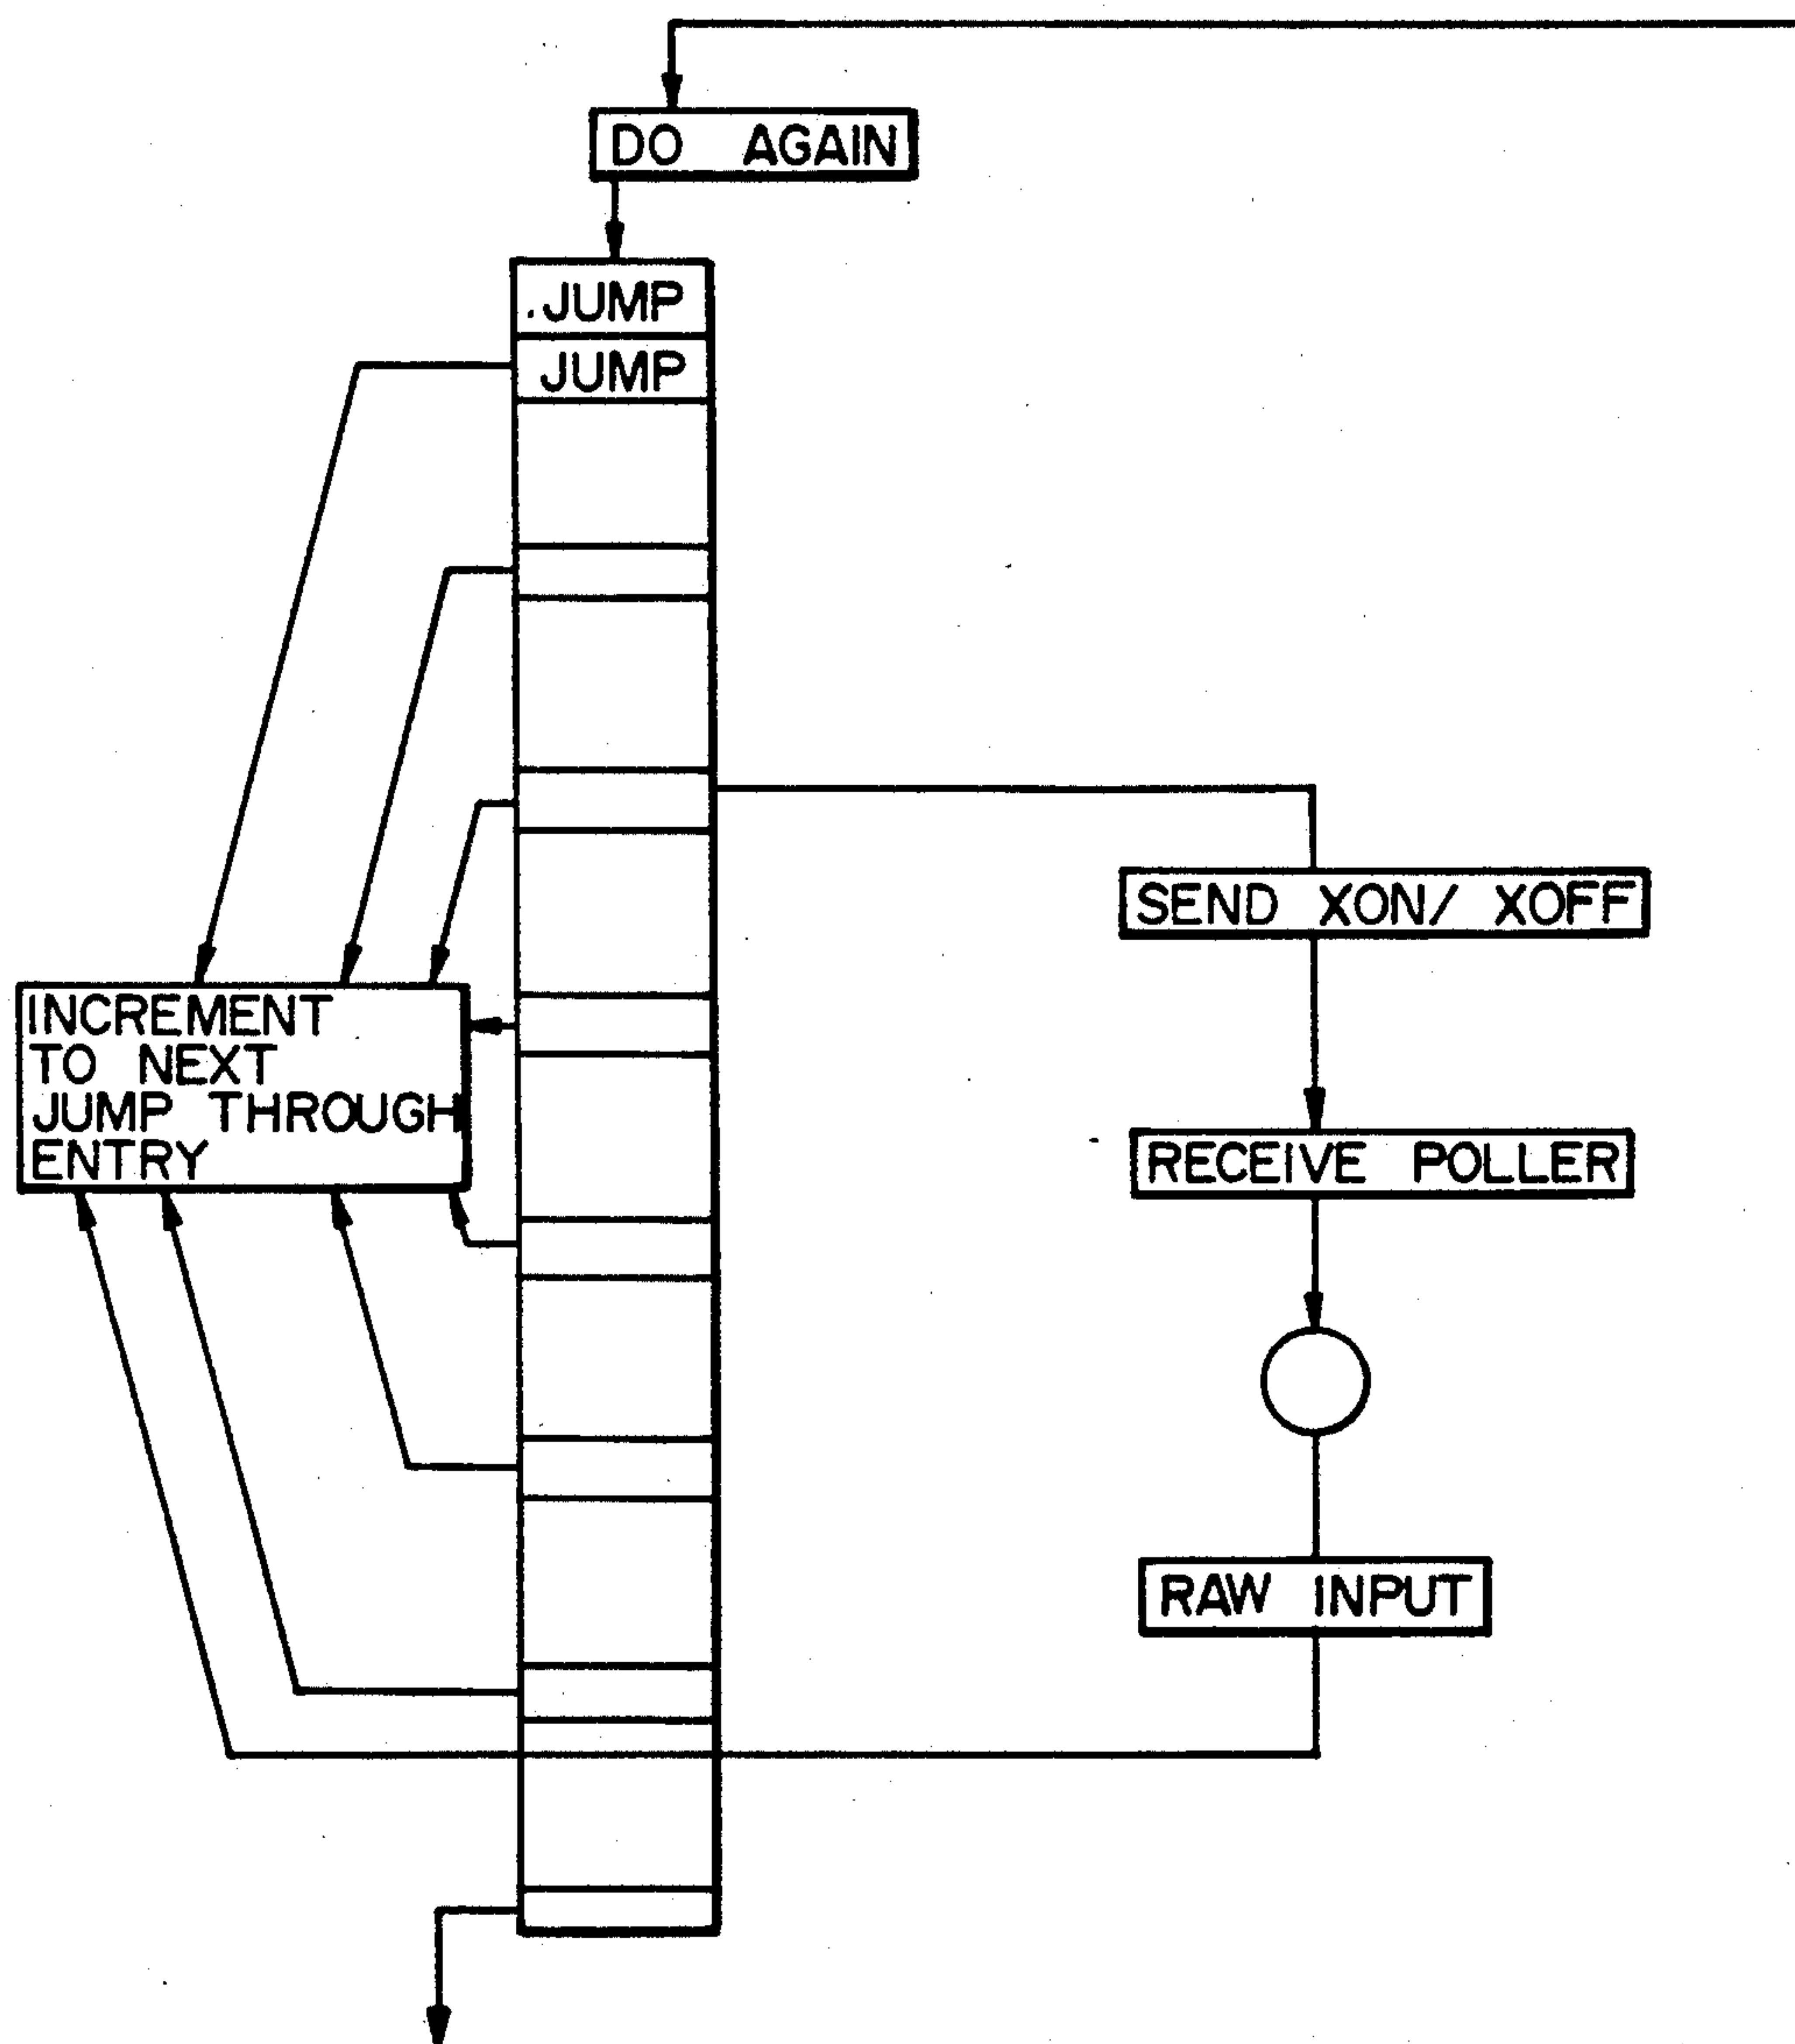 DO AGAIN
JUMP
JUMP
SEND XON/ XOFF
INCREMENT
TO NEXT
JUMP THROUGH
ENTRY
RECEIVE POLLER
RAW INPUT